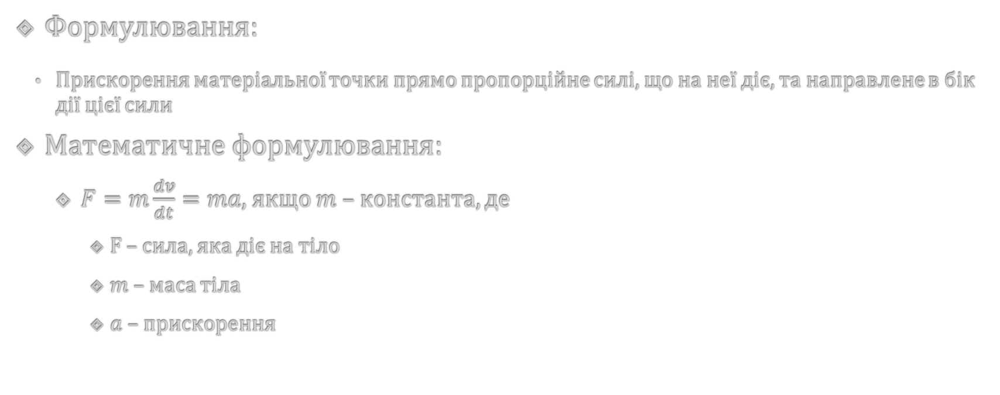 ❖ Формулювання:
• Прискорення матеріальної точки прямо пропорційне силі, що на неї діє, та направлене в бік
дії цієї сили
❖ Математичне формулювання:
❖ F = m dv/dt = ma, якщо m – константа, де
❖ F – сила, яка діє на тіло
❖ m – маса тіла
❖ a – прискорення